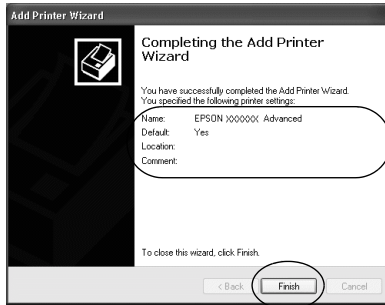 Add Printer Wizard
Completing the Add Printer
Wizard
You have successfully completed the Add Printer Wizard.
You specified the following printer settings:
Name: EPSON XXXXXX Advanced
Default: Yes
Location:
Comment:
To close this wizard, click Finish.
< Back Finish Cancel